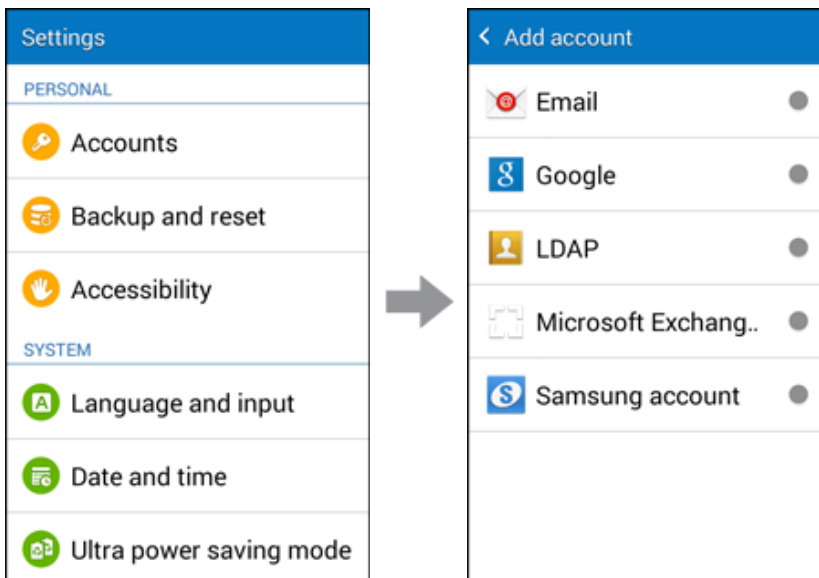 Settings
PERSONAL
Accounts
Backup and reset
Accessibility
SYSTEM
Language and input
Date and time
Ultra power saving mode
Add account
Email
Google
LDAP
Microsoft Exchang..
Samsung account